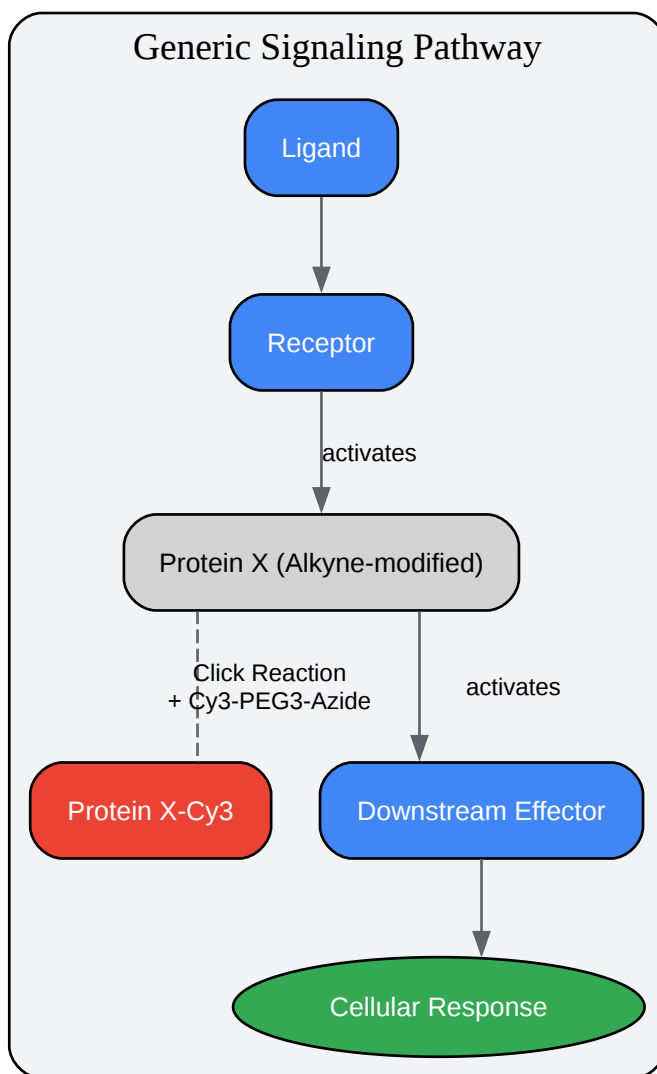 Generic Signaling Pathway
Ligand
Receptor
activates
Protein X (Alkyne-modified)
Click Reaction
+ Cy3-PEG3-Azide
activates
Protein X-Cy3
Downstream Effector
Cellular Response